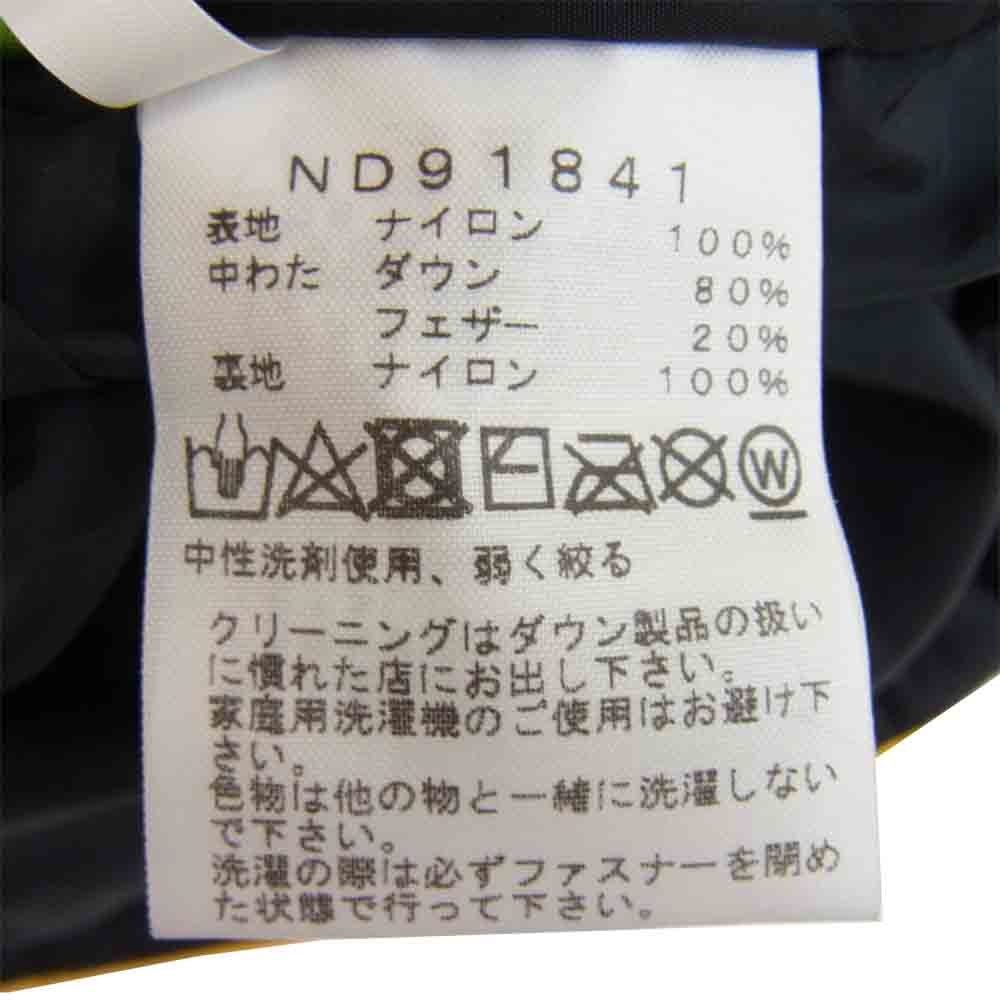 ND91841
表地 ナイロン 100%
中わた ダウン 80%
フェザー 20%
裏地 ナイロン 100%
W
中性洗剤使用、弱く絞る
クリーニングはダウン製品の扱い
に慣れた店にお出し下さい。
家庭用洗濯機のご使用はお避け下
さい。
色物は他の物と一緒に洗濯しない
で下さい。
洗濯の際は必ずファスナーを閉め
た状態で行って下さい。